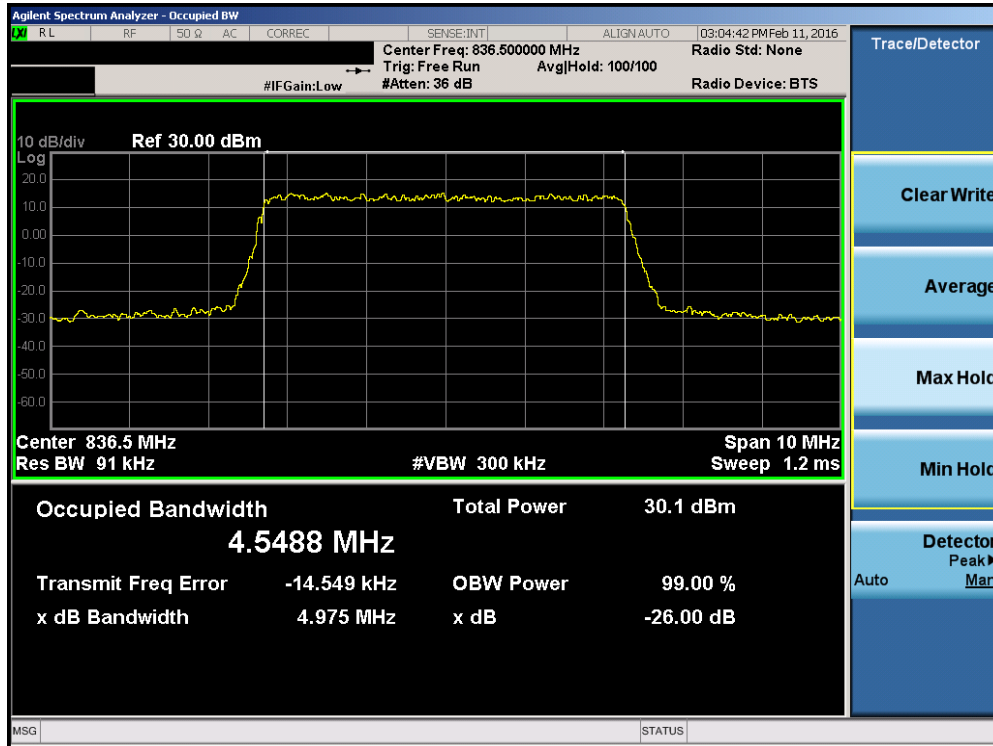 Agilent Spectrum Analyzer - Occupied BW
LXI RL RF 50 Ω AC CORREC SENSE:INT ALIGN AUTO 03:04:42 PM Feb 11, 2016
Center Freq: 836.500000 MHz Radio Std: None
Trig: Free Run Avg|Hold: 100/100
#IFGain:Low #Atten: 36 dB Radio Device: BTS
10 dB/div Ref 30.00 dBm
Log
20.0
10.0
0.00
-10.0
-20.0
-30.0
-40.0
-50.0
-60.0
Center 836.5 MHz Span 10 MHz
Res BW 91 kHz #VBW 300 kHz Sweep 1.2 ms
Occupied Bandwidth Total Power 30.1 dBm
4.5488 MHz
Transmit Freq Error -14.549 kHz OBW Power 99.00 %
x dB Bandwidth 4.975 MHz x dB -26.00 dB
MSG STATUS
Trace/Detector
Clear Write
Average
Max Hold
Min Hold
Detector
Peak▶
Auto Man